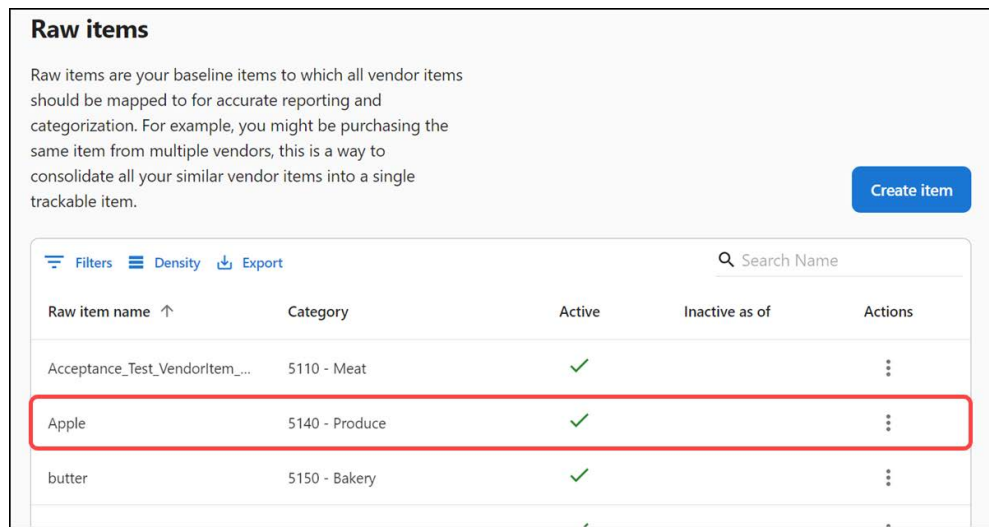 Raw items
Raw items are your baseline items to which all vendor items
should be mapped to for accurate reporting and
categorization. For example, you might be purchasing the
same item from multiple vendors, this is a way to
consolidate all your similar vendor items into a single
trackable item.
Create item
Filters Density Export Search Name
Raw item name Category Active Inactive as of Actions
Acceptance_Test_VendorItem_... 5110 - Meat
Apple 5140 - Produce
butter 5150 - Bakery